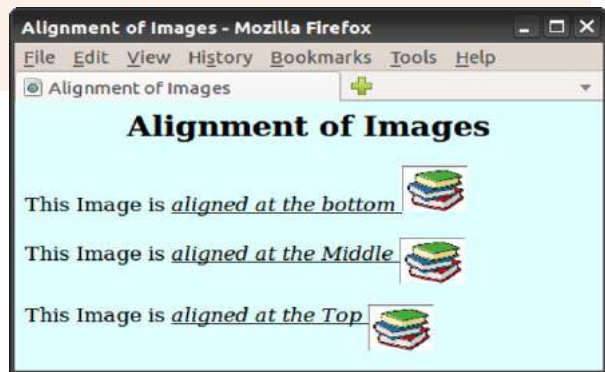 Alignment of Images - Mozilla Firefox
File Edit View History Bookmarks Tools Help
Alignment of Images
Alignment of Images
This Image is aligned at the bottom
This Image is aligned at the Middle
This Image is aligned at the Top